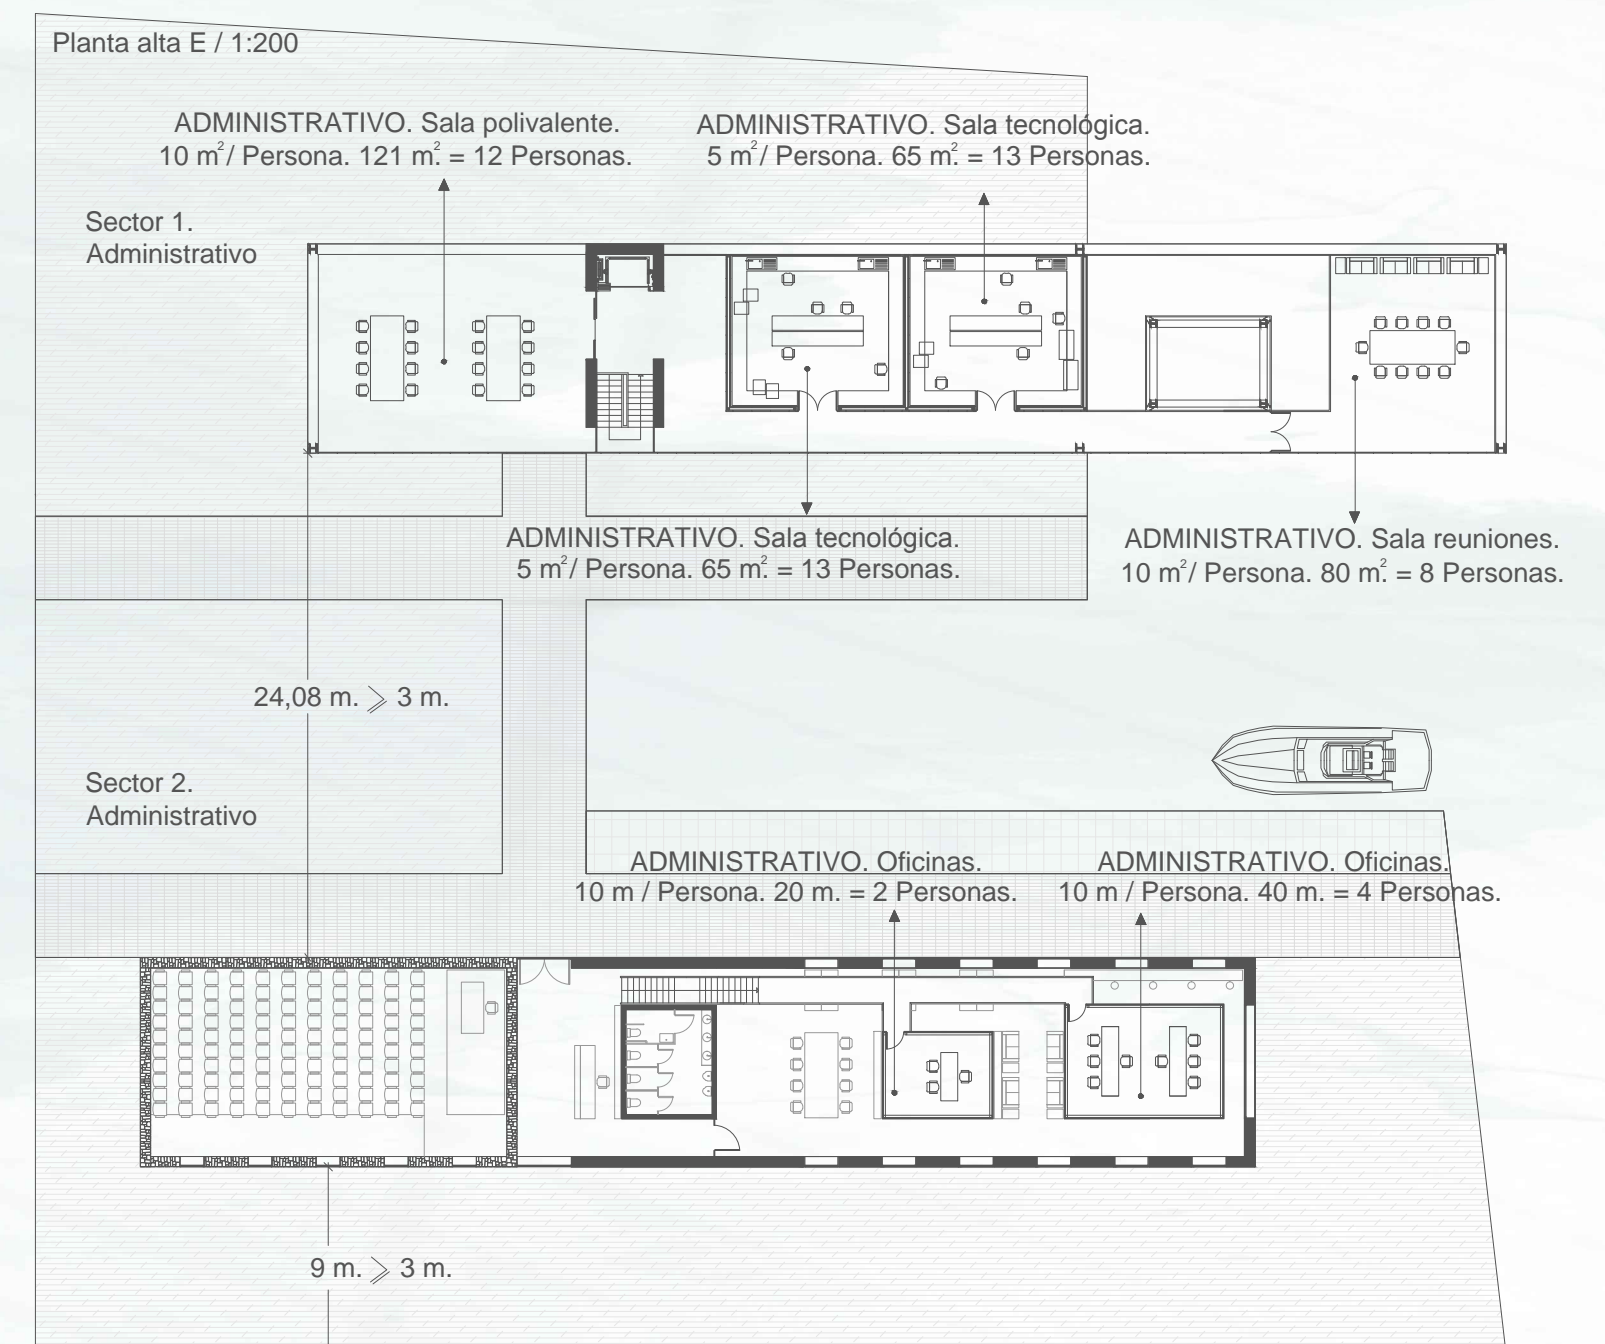 Planta alta E / 1:200
ADMINISTRATIVO. Sala polivalente.
10 m²/ Persona. 121 m². = 12 Personas.
ADMINISTRATIVO. Sala tecnológica.
5 m²/ Persona. 65 m². = 13 Personas.
Sector 1.
Administrativo
ADMINISTRATIVO. Sala tecnológica.
5 m²/ Persona. 65 m². = 13 Personas.
ADMINISTRATIVO. Sala reuniones.
10 m²/ Persona. 80 m². = 8 Personas.
24,08 m. ⩾ 3 m.
Sector 2.
Administrativo
ADMINISTRATIVO. Oficinas.
10 m / Persona. 20 m. = 2 Personas.
ADMINISTRATIVO. Oficinas.
10 m / Persona. 40 m. = 4 Personas.
9 m. ⩾ 3 m.